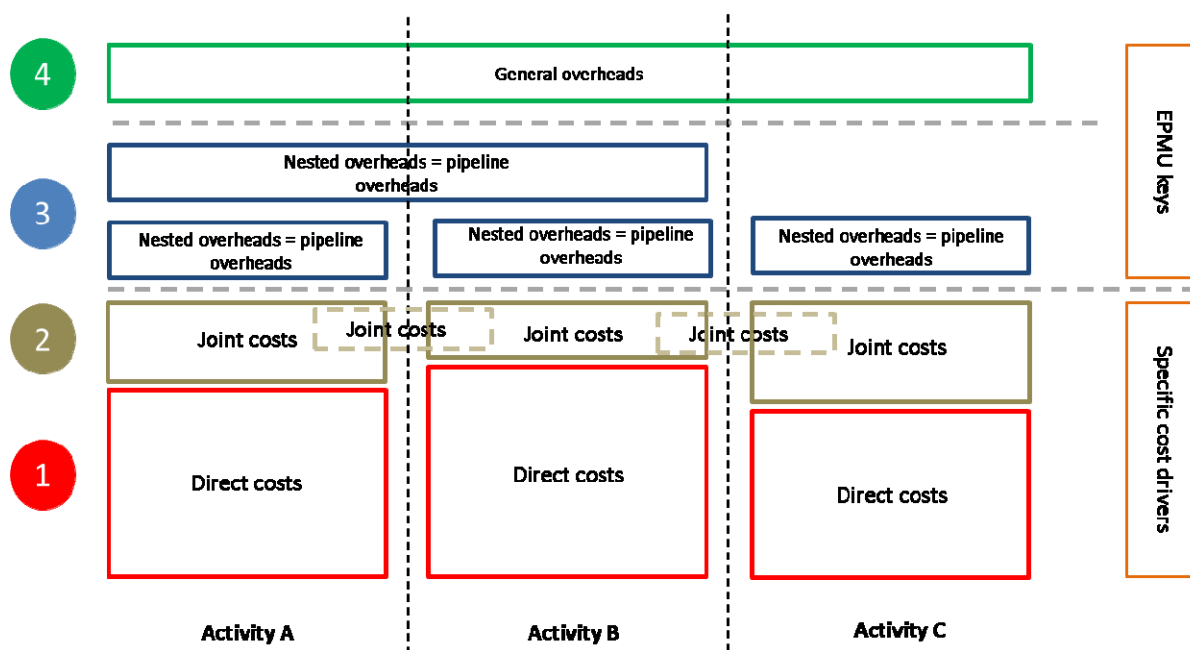 4
General overheads
EPMU keys
3
Nested overheads = pipeline
overheads
Nested overheads = pipeline
overheads
Nested overheads = pipeline
overheads
Nested overheads = pipeline
overheads
2
Joint costs
Joint costs
Joint costs
Joint costs
Joint costs
Specific cost drivers
1
Direct costs
Direct costs
Direct costs
Activity A
Activity B
Activity C